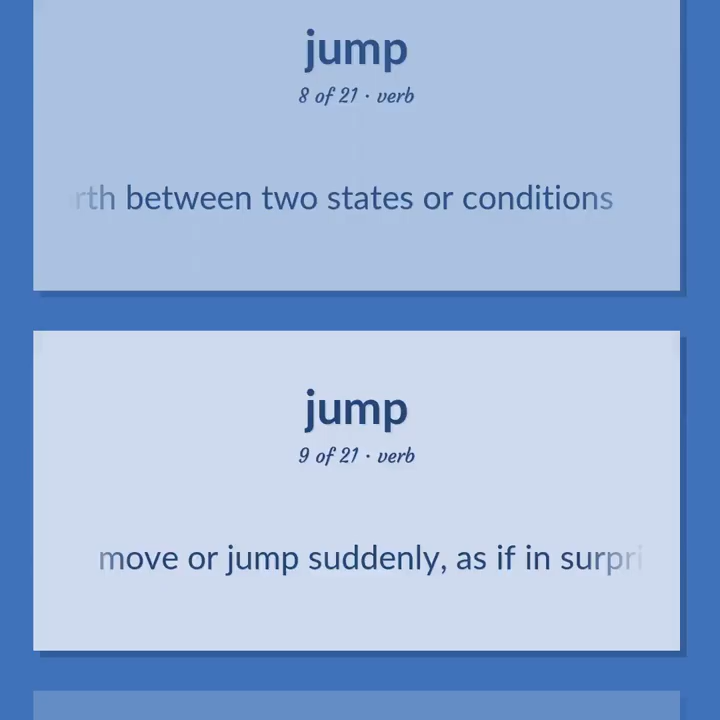 jump
8 of 21 · verb
between two states or conditions
jump
9 of 21 · verb
move or jump suddenly, as if in